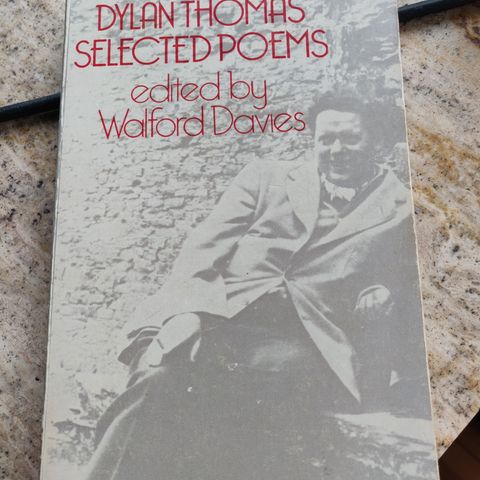 DYLAN THOMAS
SELECTED POEMS
edited by
Walford Davies